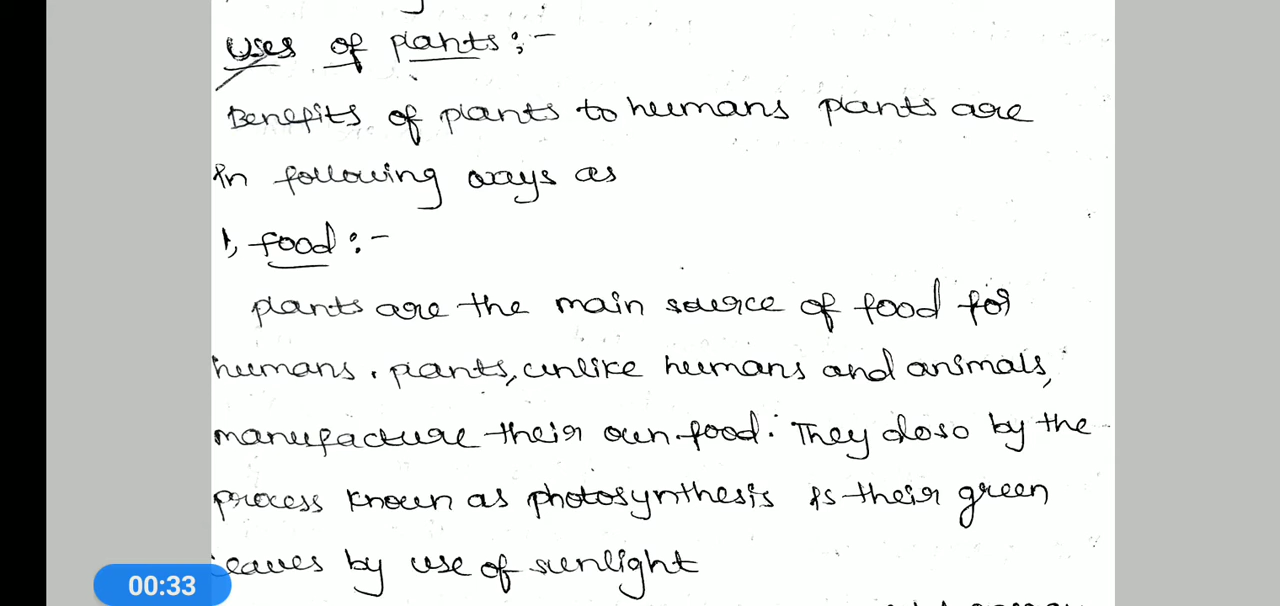 Uses of plants:-
Benefits of plants to humans plants are
in following ways as
1, food:-
plants are the main source of food for
humans. plants, unlike humans and animals,
manufacture their own food. They doso by the
process known as photosynthesis is their green
leaves by use of sunlight
00:33